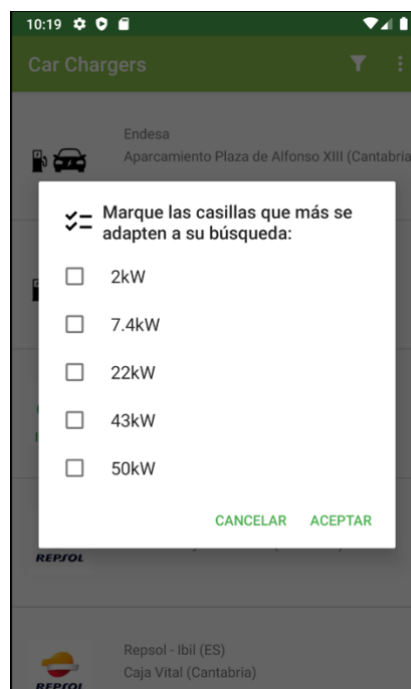 10:19
Car Chargers
Endesa
Aparcamiento Plaza de Alfonso XIII (Cantabria
Marque las casillas que más se
adapten a su búsqueda:
2kW
7.4kW
22kW
43kW
50kW
CANCELAR ACEPTAR
REPSOL
Repsol - Ibil (ES)
Caja Vital (Cantabria)
REPSOL